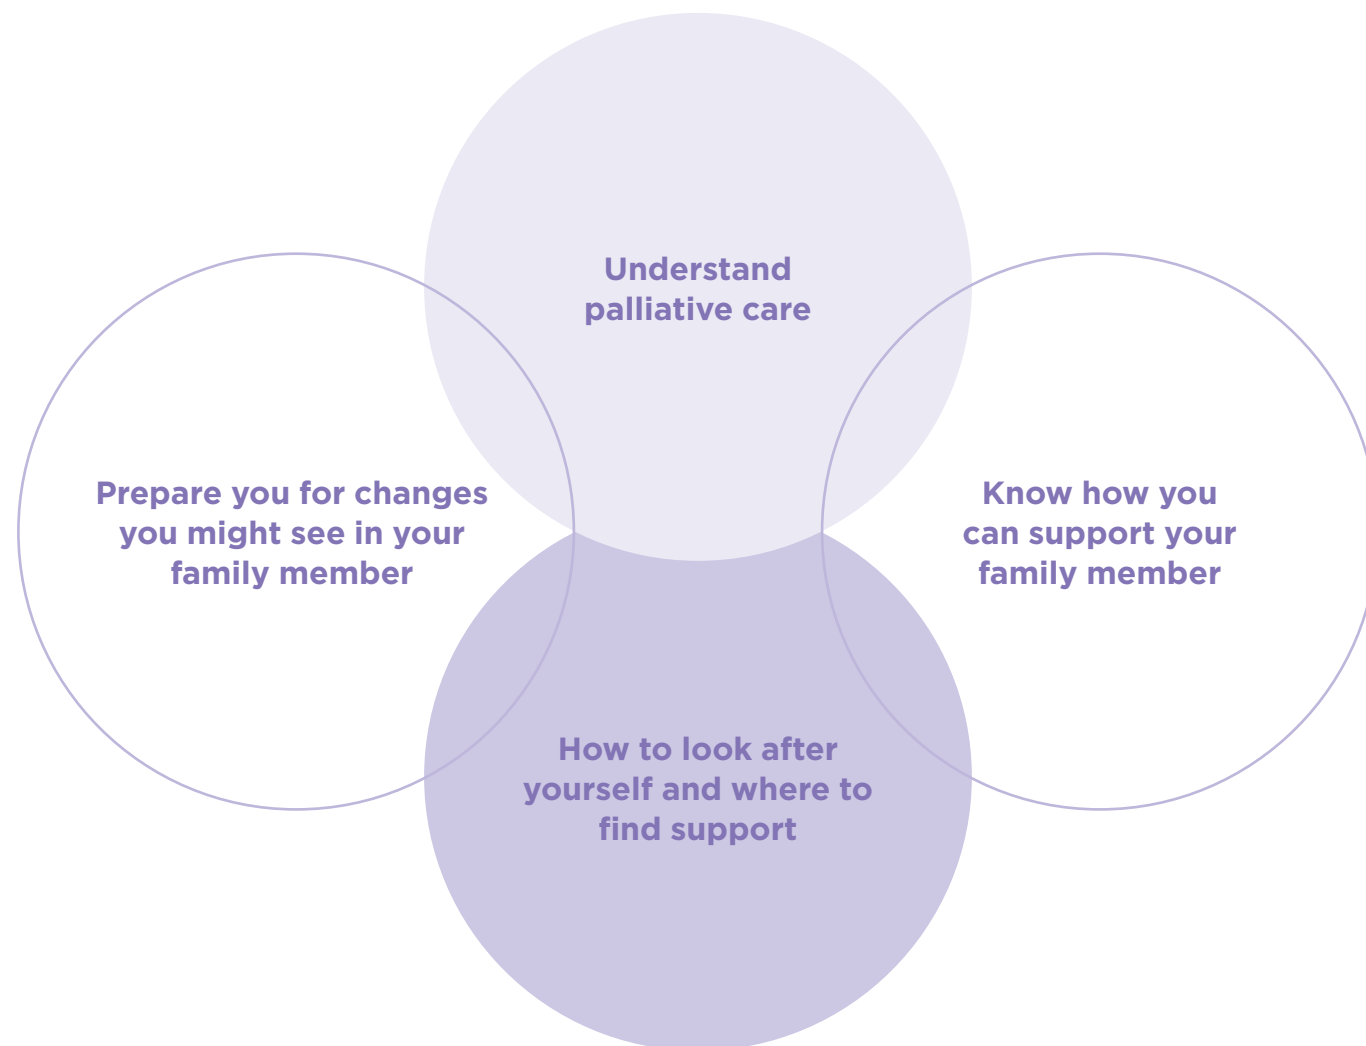 Understand
palliative care
Prepare you for changes
you might see in your
family member
Know how you
can support your
family member
How to look after
yourself and where to
find support